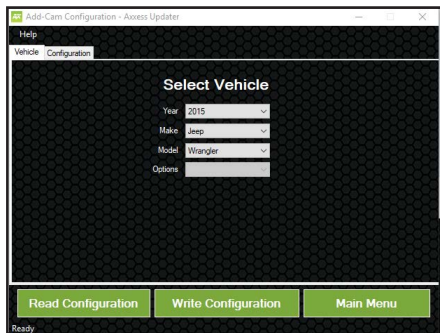 Add-Cam Configuration - Axxess Updater
Help
Vehicle Configuration
Select Vehicle
Year 2015
Make Jeep
Model Wrangler
Options
Read Configuration Write Configuration Main Menu
Ready